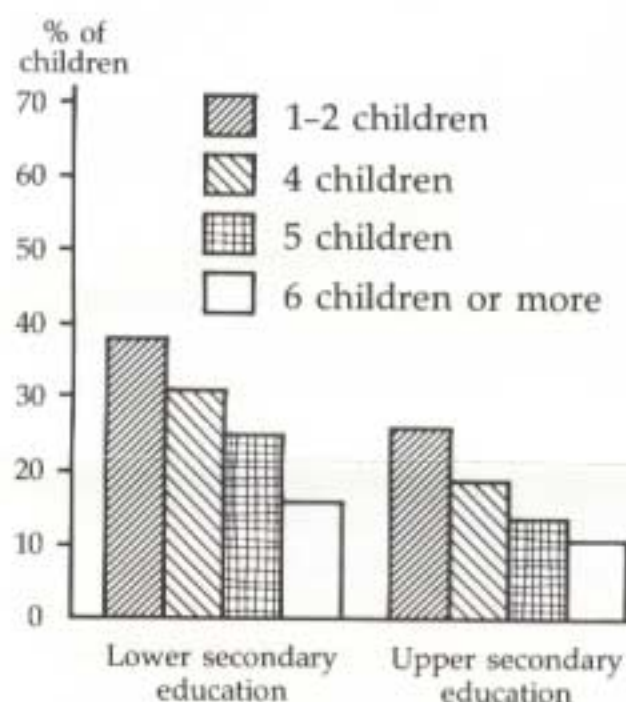 % of
children
70
60
50
40
30
20
10
0
1–2 children
4 children
5 children
6 children or more
Lower secondary
education
Upper secondary
education